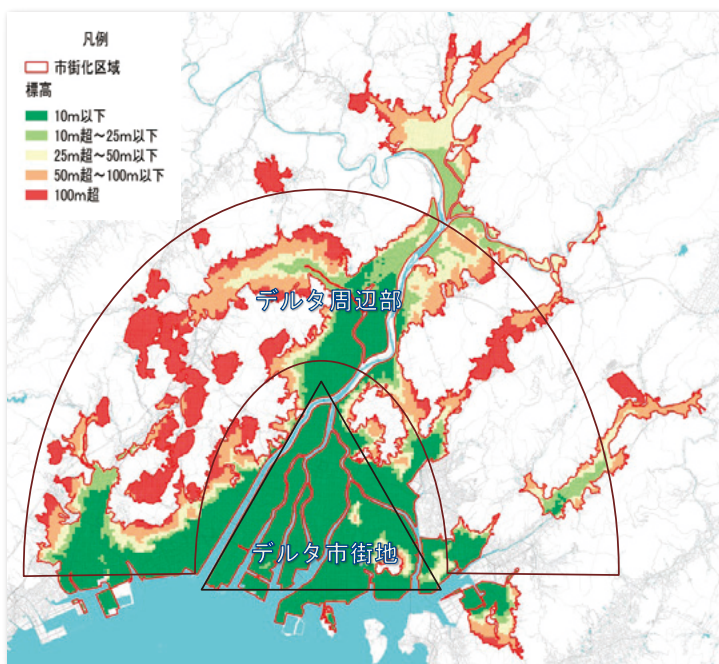 凡例
市街化区域
標高
10m以下
10m超～25m以下
25m超～50m以下
50m超～100m以下
100m超
デルタ周辺部
デルタ市街地